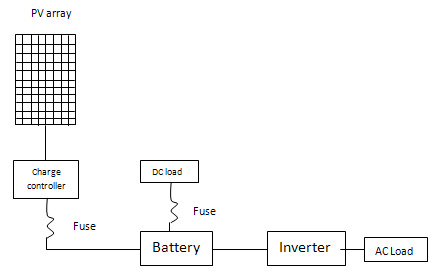 PV array
Charge
controller
DC load
Fuse
Fuse
Battery
Inverter
AC Load